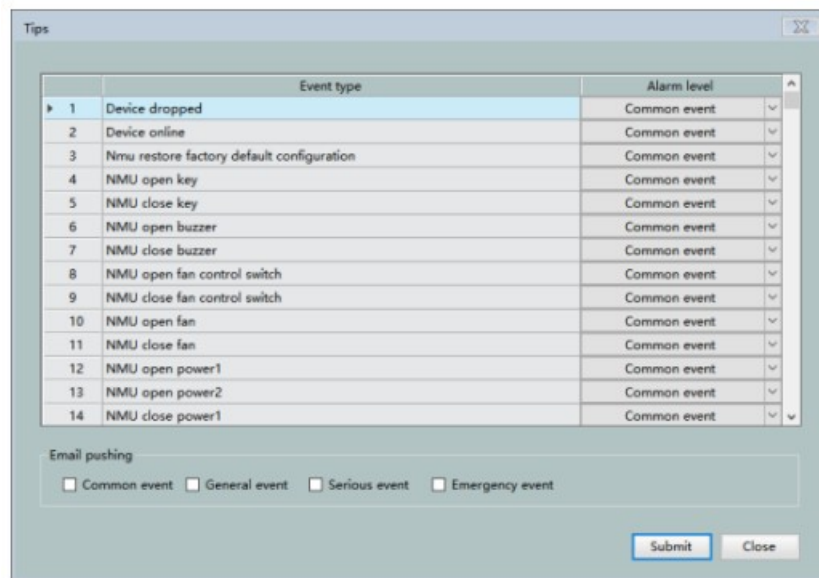 Tips
Event type Alarm level
1 Device dropped Common event
2 Device online Common event
3 Nmu restore factory default configuration Common event
4 NMU open key Common event
5 NMU close key Common event
6 NMU open buzzer Common event
7 NMU close buzzer Common event
8 NMU open fan control switch Common event
9 NMU close fan control switch Common event
10 NMU open fan Common event
11 NMU close fan Common event
12 NMU open power1 Common event
13 NMU open power2 Common event
14 NMU close power1 Common event
Email pushing
Common event General event Serious event Emergency event
Submit Close